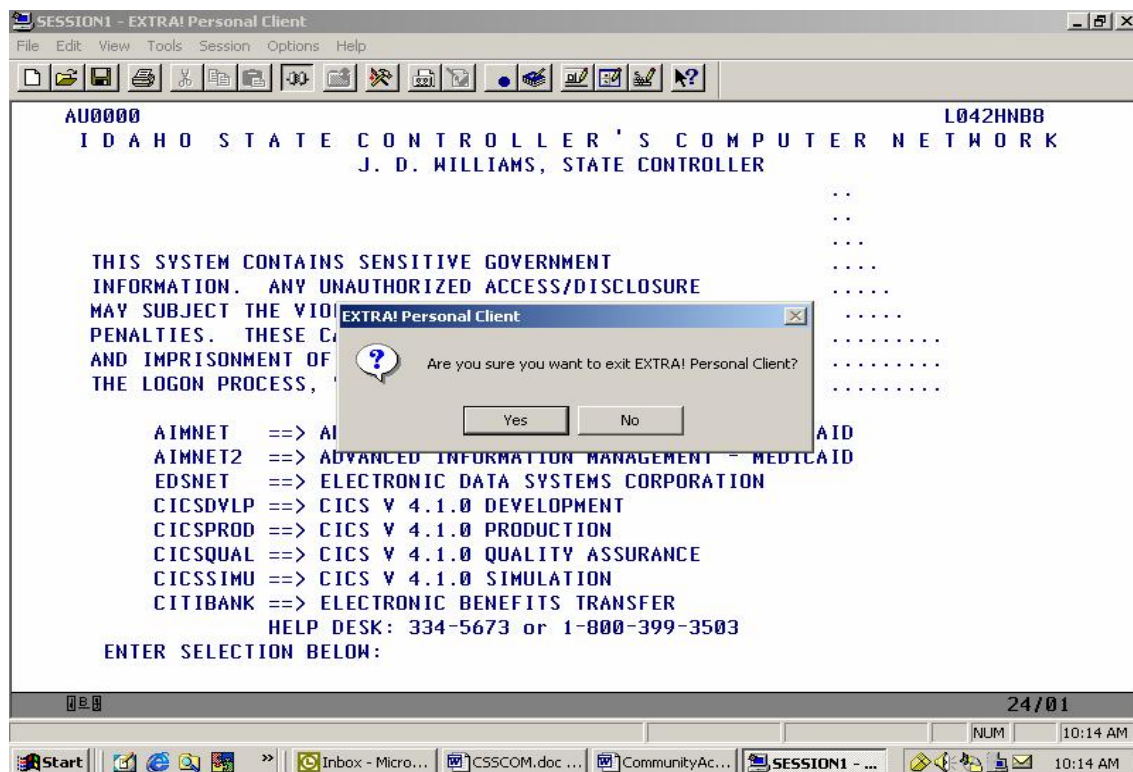 SESSION1 - EXTRA! Personal Client
File Edit View Tools Session Options Help
AU0000 L042HNB8
IDAHO STATE CONTROLLER'S COMPUTER NETWORK
J. D. WILLIAMS, STATE CONTROLLER
..
..
...
THIS SYSTEM CONTAINS SENSITIVE GOVERNMENT ....
INFORMATION. ANY UNAUTHORIZED ACCESS/DISCLOSURE .....
MAY SUBJECT THE .....
PENALTIES. THESE .........
AND IMPRISONMENT OF .........
THE LOGON PROCESS, .........
EXTRA! Personal Client
Are you sure you want to exit EXTRA! Personal Client?
Yes No
AIMNET ==>
AIMNET2 ==> ADVANCED INFORMATION MANAGEMENT - MEDICAID
EDSNET ==> ELECTRONIC DATA SYSTEMS CORPORATION
CICSDVLP ==> CICS V 4.1.0 DEVELOPMENT
CICSPROD ==> CICS V 4.1.0 PRODUCTION
CICSQUAL ==> CICS V 4.1.0 QUALITY ASSURANCE
CICSSIMU ==> CICS V 4.1.0 SIMULATION
CITIBANK ==> ELECTRONIC BENEFITS TRANSFER
HELP DESK: 334-5673 or 1-800-399-3503
ENTER SELECTION BELOW:
24/01
NUM 10:14 AM
Start Inbox - Micro... CSSCOM.doc ... CommunityAc... SESSION1 - ... 10:14 AM